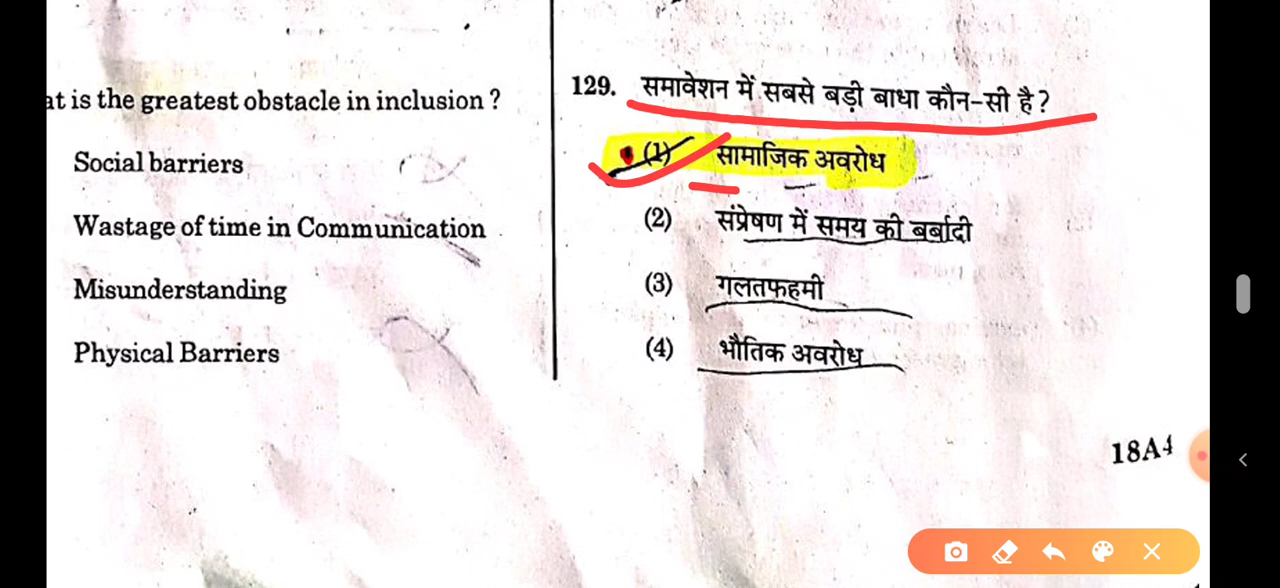 at is the greatest obstacle in inclusion ?
Social barriers
Wastage of time in Communication
Misunderstanding
Physical Barriers
129. समावेशन में सबसे बड़ी बाधा कौन-सी है ?
(1) सामाजिक अवरोध
(2) संप्रेषण में समय की बर्बादी
(3) गलतफहमी
(4) भौतिक अवरोध
18A4